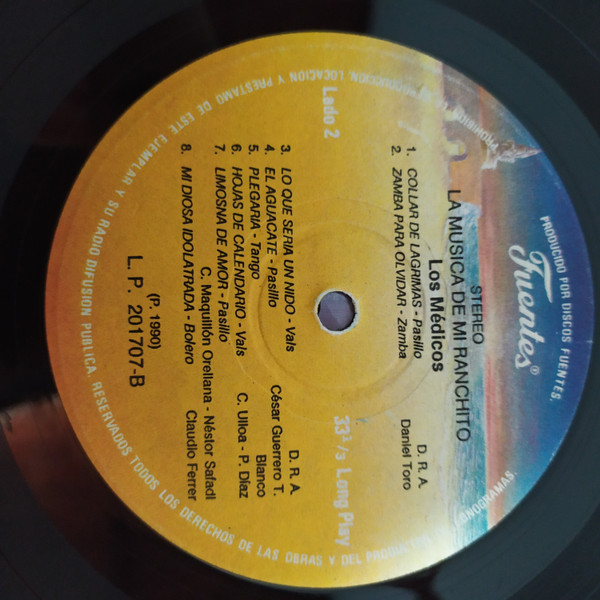 PRODUCIDO POR DISCOS FUENTES.
Fuentes®
STEREO
LA MUSICA DE MI RANCHITO
Los Médicos
1. COLLAR DE LAGRIMAS - Pasillo D. R. A.
2. ZAMBA PARA OLVIDAR - Zamba Daniel Toro
Lado 2
33 1/3 Long Play
3. LO QUE SERIA UN NIDO - Vals D. R. A.
4. EL AGUACATE - Pasillo César Guerrero T.
5. PLEGARIA - Tango Blanco
6. HOJAS DE CALENDARIO - Vals C. Ulloa - P. Díaz
7. LIMOSNA DE AMOR - Pasillo
C. Maquillón Orellana - Néstor Safadi
8. MI DIOSA IDOLATRADA - Bolero Claudio Ferrer
(P. 1990)
L. P. 201707-B
LOCACION Y PRESTAMO DE ESTE EJEMPLAR Y SU RADIO DIFUSION PUBLICA. RESERVADOS TODOS LOS DERECHOS DE LAS OBRAS Y DEL